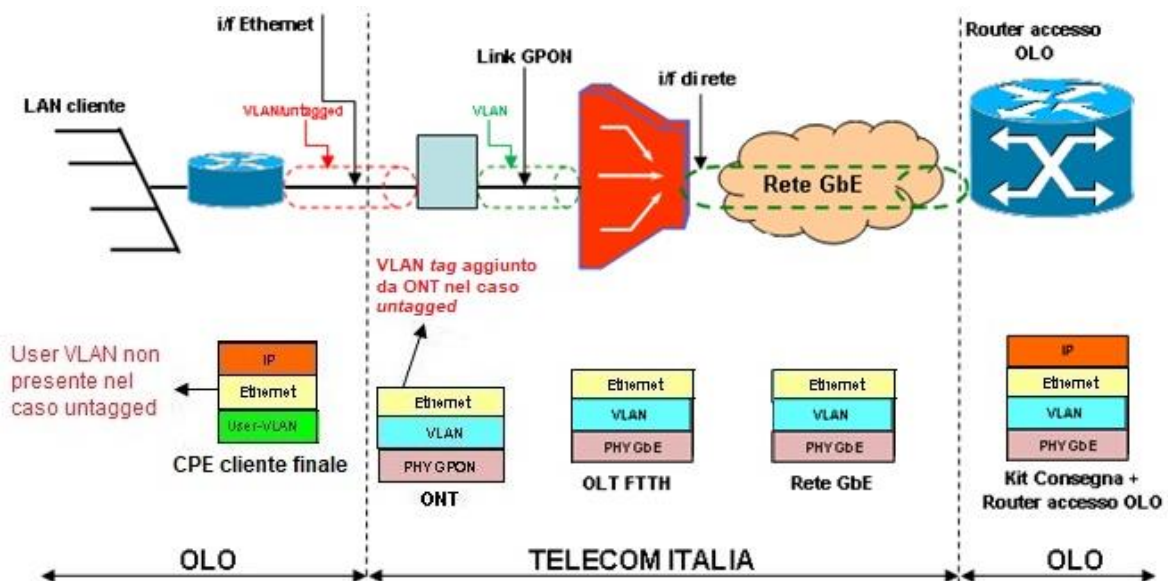 i/f Ethernet
Router accesso
OLO
Link GPON
i/f di rete
LAN cliente
VLAN/untagged
VLAN
Rete GbE
VLAN tag aggiunto
da ONT nel caso
untagged
User VLAN non
presente nel
caso untagged
IP
Ethernet
User-VLAN
CPE cliente finale
Ethernet
VLAN
PHY GPON
ONT
Ethernet
VLAN
PHY GbE
OLT FTTH
Ethernet
VLAN
PHY GbE
Rete GbE
IP
Ethernet
VLAN
PHY GbE
Kit Consegna +
Router accesso OLO
OLO
TELECOM ITALIA
OLO